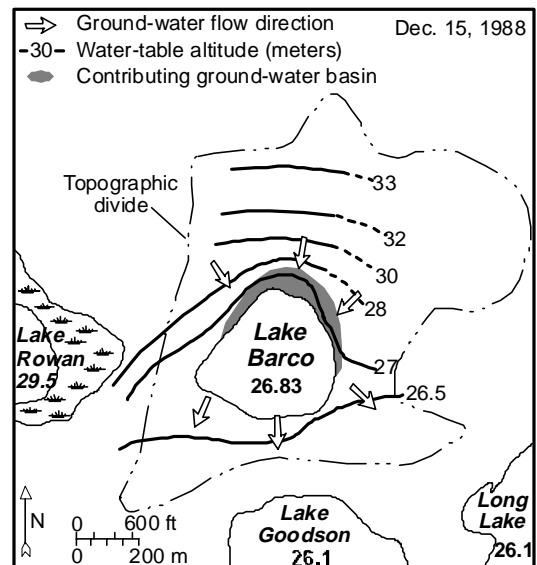 Ground-water flow direction
Dec. 15, 1988
-30- Water-table altitude (meters)
Contributing ground-water basin
Topographic
divide
33
32
30
28
Lake
Rowan
29.5
Lake
Barco
26.83
27
26.5
N
0 600 ft
0 200 m
Lake
Goodson
26.1
Long
Lake
26.1